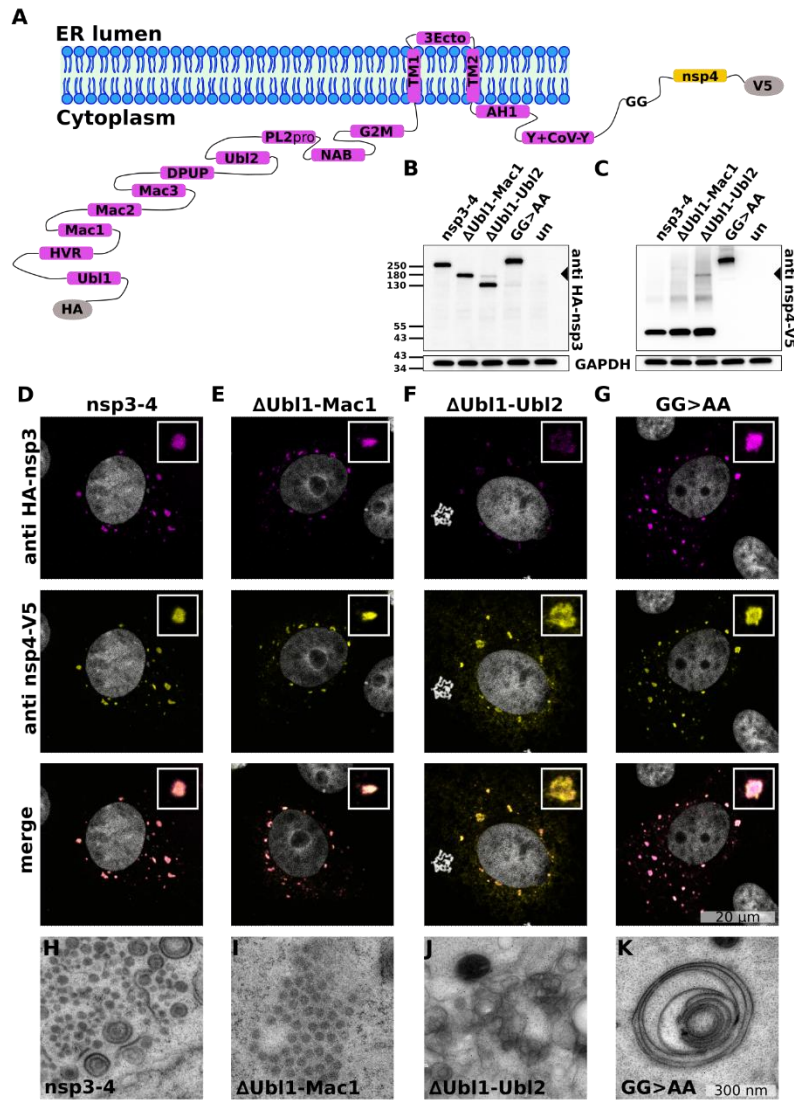 A
ER lumen
3Ecto
TM1
TM2
nsp4
V5
GG
Cytoplasm
AH1
Y+CoV-Y
G2M
PL2pro
NAB
Ubl2
DPUP
Mac3
Mac2
Mac1
HVR
Ubl1
HA
B
nsp3-4
ΔUbl1-Mac1
ΔUbl1-Ubl2
GG>AA
un
250
180
130
55
43
43
34
anti HA-nsp3
C
nsp3-4
ΔUbl1-Mac1
ΔUbl1-Ubl2
GG>AA
un
anti nsp4-V5
GAPDH
D
nsp3-4
E
ΔUbl1-Mac1
F
ΔUbl1-Ubl2
G
GG>AA
anti HA-nsp3
anti nsp4-V5
merge
20 µm
H
nsp3-4
I
ΔUbl1-Mac1
J
ΔUbl1-Ubl2
K
GG>AA
300 nm